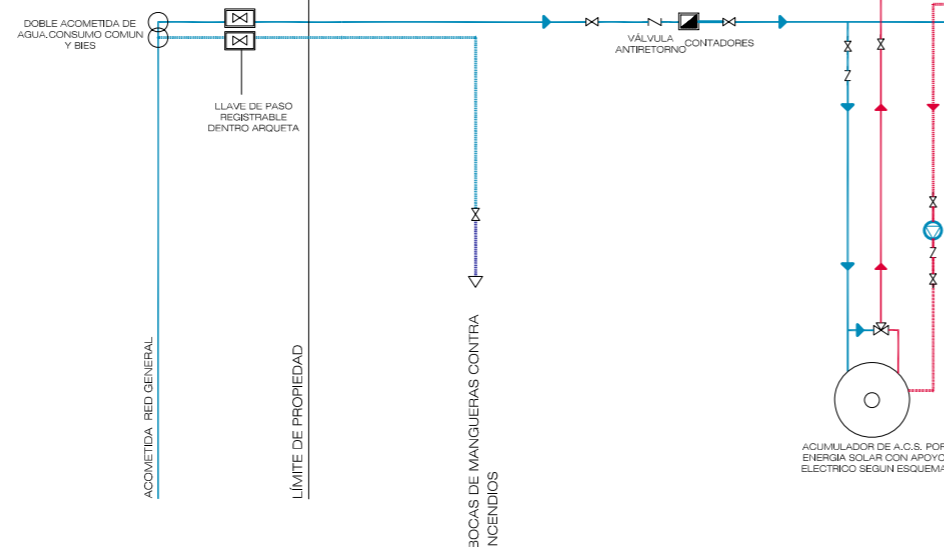 DOBLE ACOMETIDA DE
AGUA.CONSUMO COMUN
Y BIES
LLAVE DE PASO
REGISTRABLE
DENTRO ARQUETA
VÁLVULA
ANTIRETORNO
CONTADORES
ACOMETIDA RED GENERAL
LÍMITE DE PROPIEDAD
BOCAS DE MANGUERAS CONTRA
NCENDIOS
ACUMULADOR DE A.C.S. POR
ENERGIA SOLAR CON APOYO
ELECTRICO SEGUN ESQUEMA